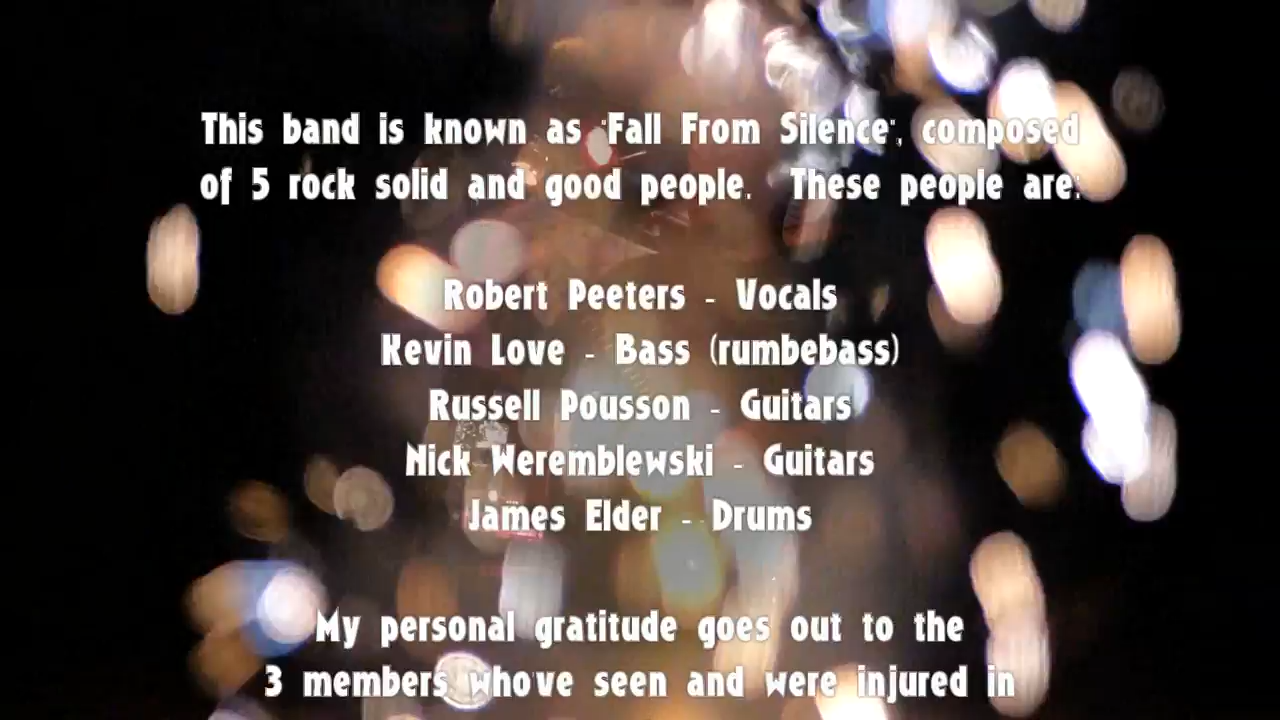 This band is known as "Fall From Silence", composed
of 5 rock solid and good people. These people are:
Robert Peeters - Vocals
Kevin Love - Bass (rumbebass)
Russell Pousson - Guitars
Nick Weremblewski - Guitars
James Elder - Drums
My personal gratitude goes out to the
3 members who've seen and were injured in